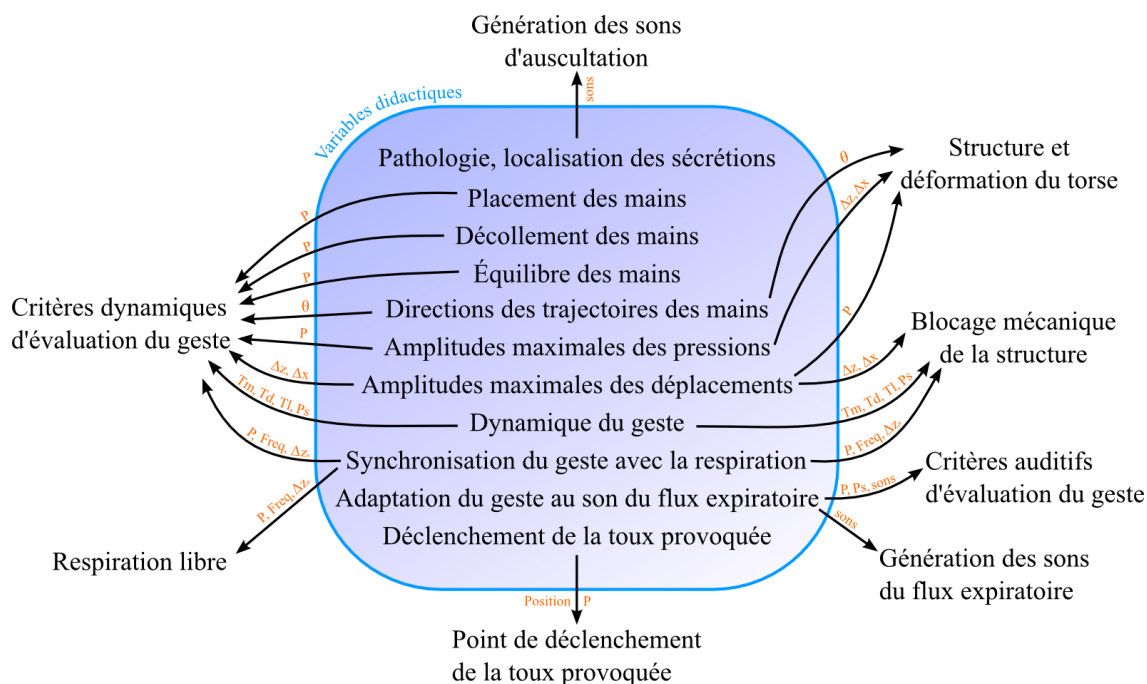 Génération des sons
d'auscultation
sons
Variables didactiques
Pathologie, localisation des sécrétions
Structure et
déformation du torse
θ
Δz, Δx
P
Placement des mains
P
Décollement des mains
P
Équilibre des mains
P
Critères dynamiques
d'évaluation du geste
θ
Directions des trajectoires des mains
P
Amplitudes maximales des pressions
Blocage mécanique
de la structure
Δz, Δx
Amplitudes maximales des déplacements
Δz, Δx
Tm, Td, Tl, Ps
Dynamique du geste
Tm, Td, Tl, Ps
P, Freq, Δz
Synchronisation du geste avec la respiration
P, Freq, Δz
P, Freq, Δz
Adaptation du geste au son du flux expiratoire
P, Ps, sons
Critères auditifs
d'évaluation du geste
sons
Déclenchement de la toux provoquée
Respiration libre
Génération des sons
du flux expiratoire
Position P
Point de déclenchement
de la toux provoquée